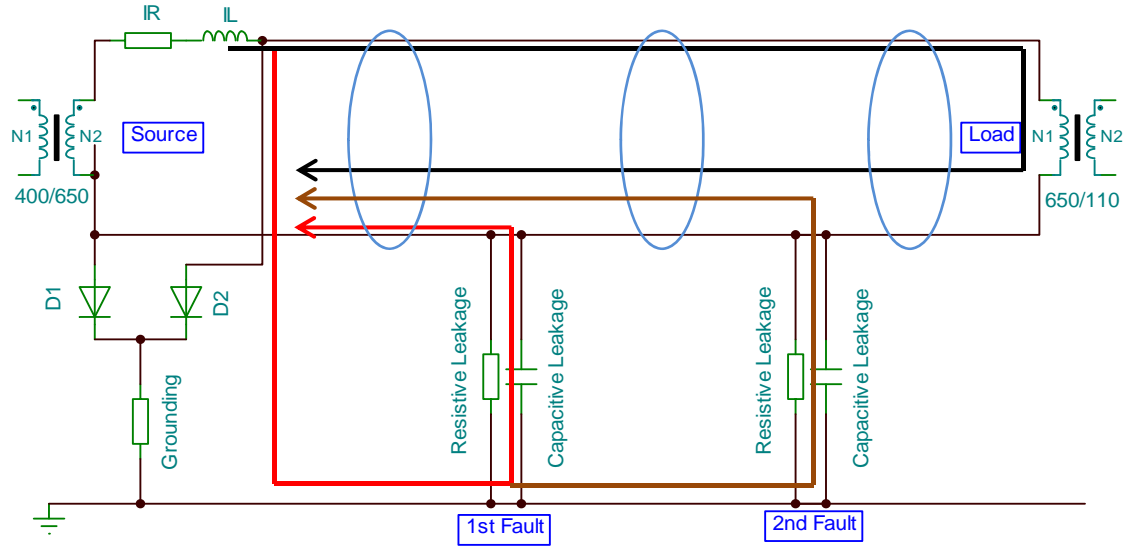 IR
IL
N1
N2
Source
400/650
Load
N1
N2
650/110
D1
D2
Grounding
Resistive Leakage
Capacitive Leakage
Resistive Leakage
Capacitive Leakage
1st Fault
2nd Fault